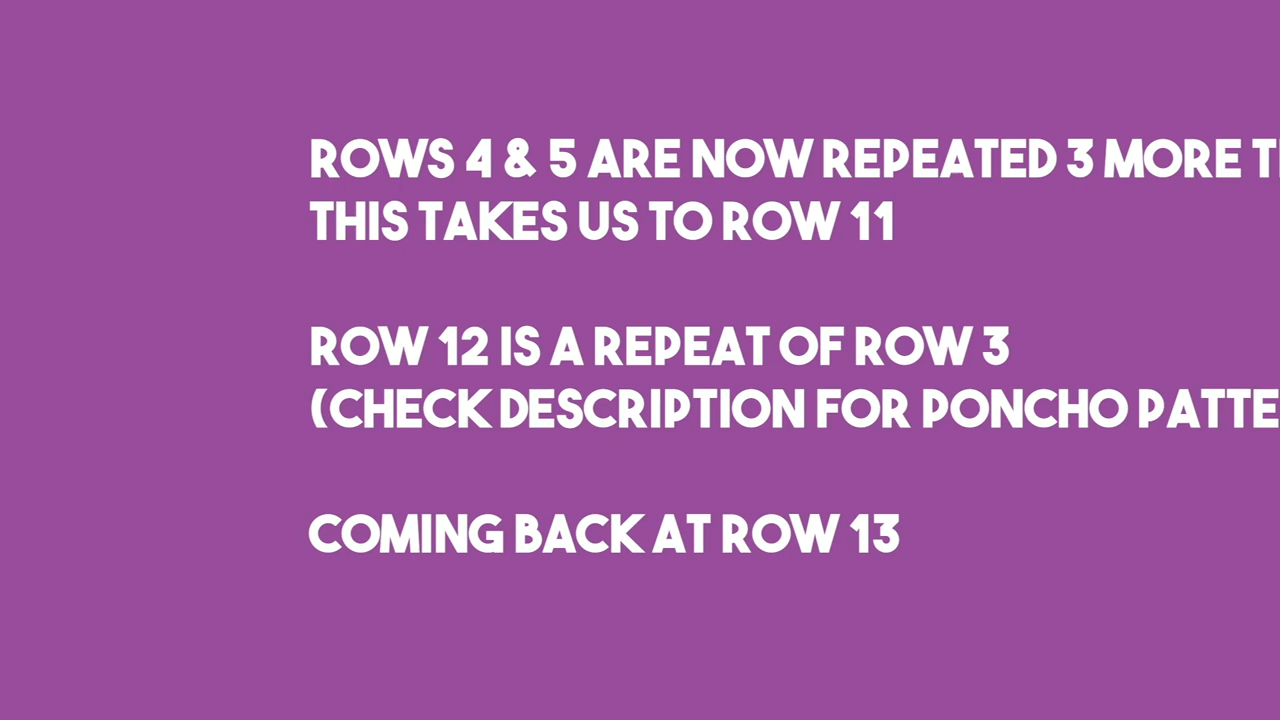 ROWS 4 & 5 ARE NOW REPEATED 3 MORE
THIS TAKES US TO ROW 11
ROW 12 IS A REPEAT OF ROW 3
(CHECK DESCRIPTION FOR PONCHO PATTE
COMING BACK AT ROW 13